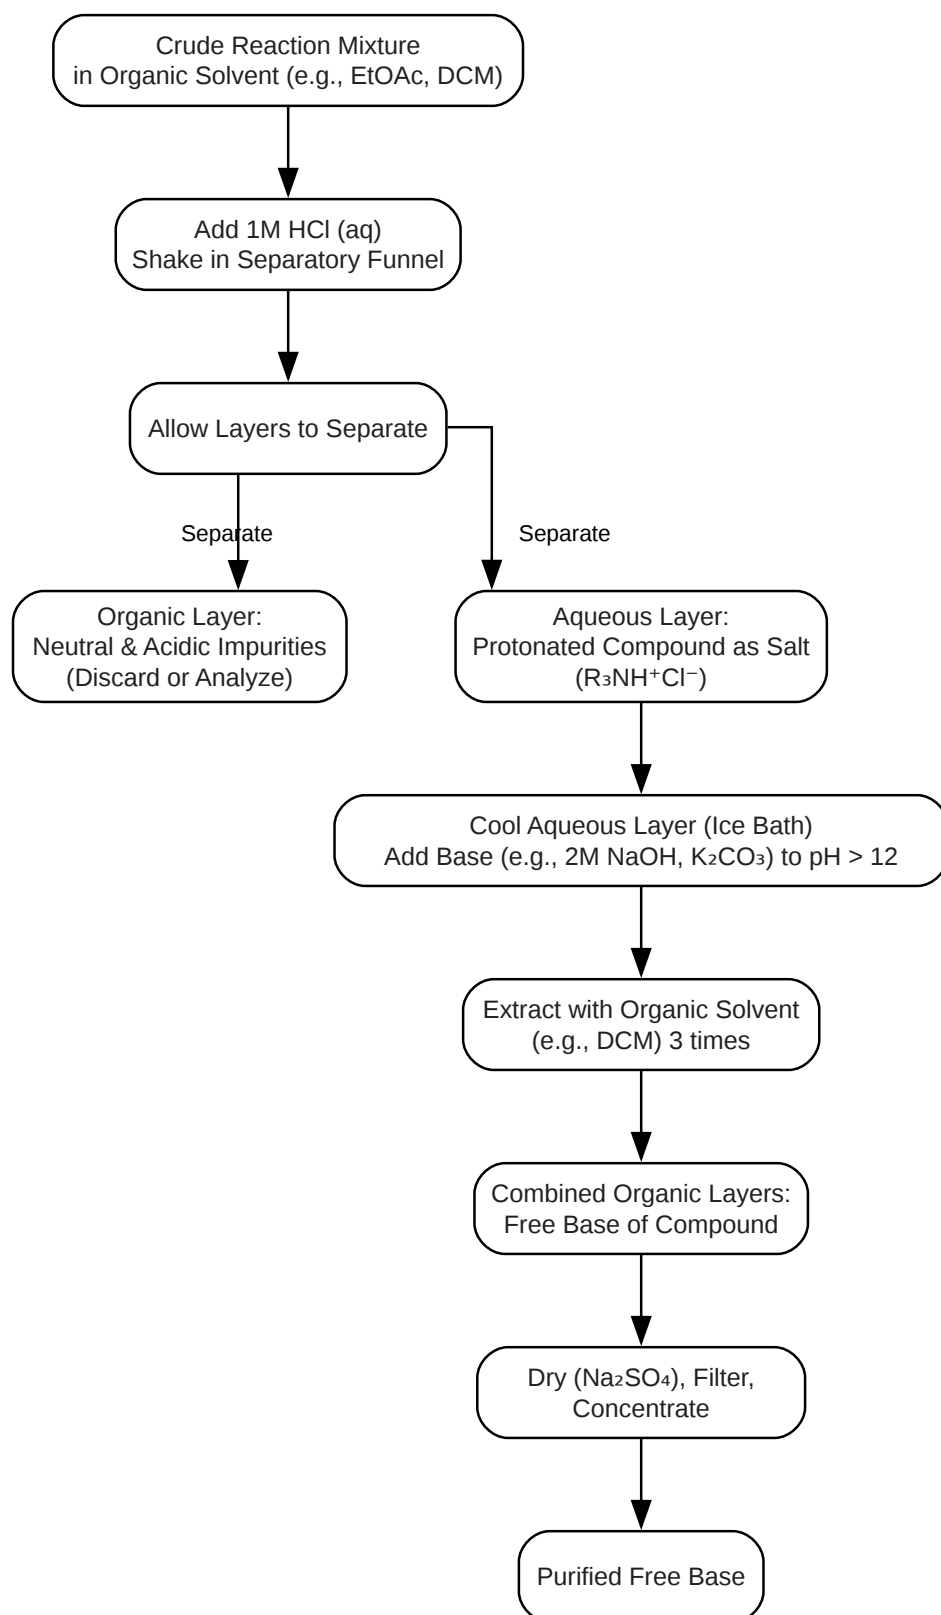 Crude Reaction Mixture
in Organic Solvent (e.g., EtOAc, DCM)
Add 1M HCl (aq)
Shake in Separatory Funnel
Allow Layers to Separate
Separate
Separate
Organic Layer:
Neutral & Acidic Impurities
(Discard or Analyze)
Aqueous Layer:
Protonated Compound as Salt
(R₃NH⁺Cl⁻)
Cool Aqueous Layer (Ice Bath)
Add Base (e.g., 2M NaOH, K₂CO₃) to pH > 12
Extract with Organic Solvent
(e.g., DCM) 3 times
Combined Organic Layers:
Free Base of Compound
Dry (Na₂SO₄), Filter,
Concentrate
Purified Free Base